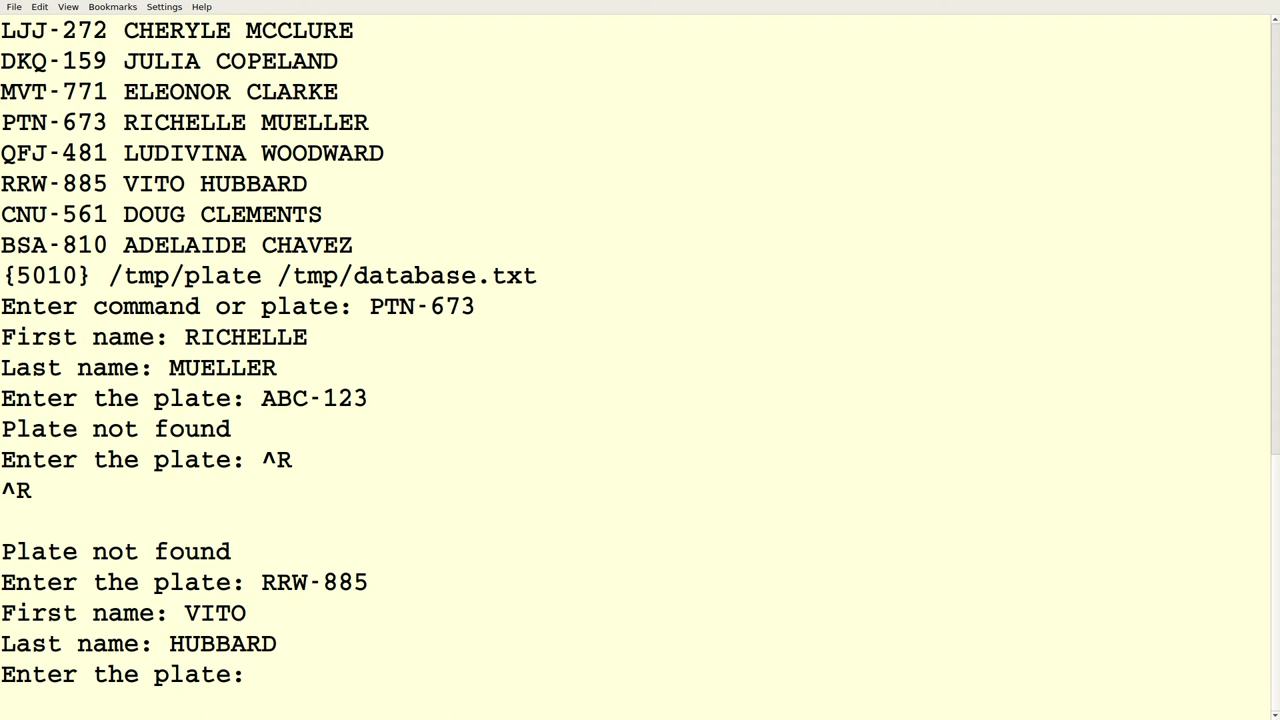 File Edit View Bookmarks Settings Help
LJJ-272 CHERYLE MCCLURE
DKQ-159 JULIA COPELAND
MVT-771 ELEONOR CLARKE
PTN-673 RICHELLE MUELLER
QFJ-481 LUDIVINA WOODWARD
RRW-885 VITO HUBBARD
CNU-561 DOUG CLEMENTS
BSA-810 ADELAIDE CHAVEZ
{5010} /tmp/plate /tmp/database.txt
Enter command or plate: PTN-673
First name: RICHELLE
Last name: MUELLER
Enter the plate: ABC-123
Plate not found
Enter the plate: ^R
^R
Plate not found
Enter the plate: RRW-885
First name: VITO
Last name: HUBBARD
Enter the plate: